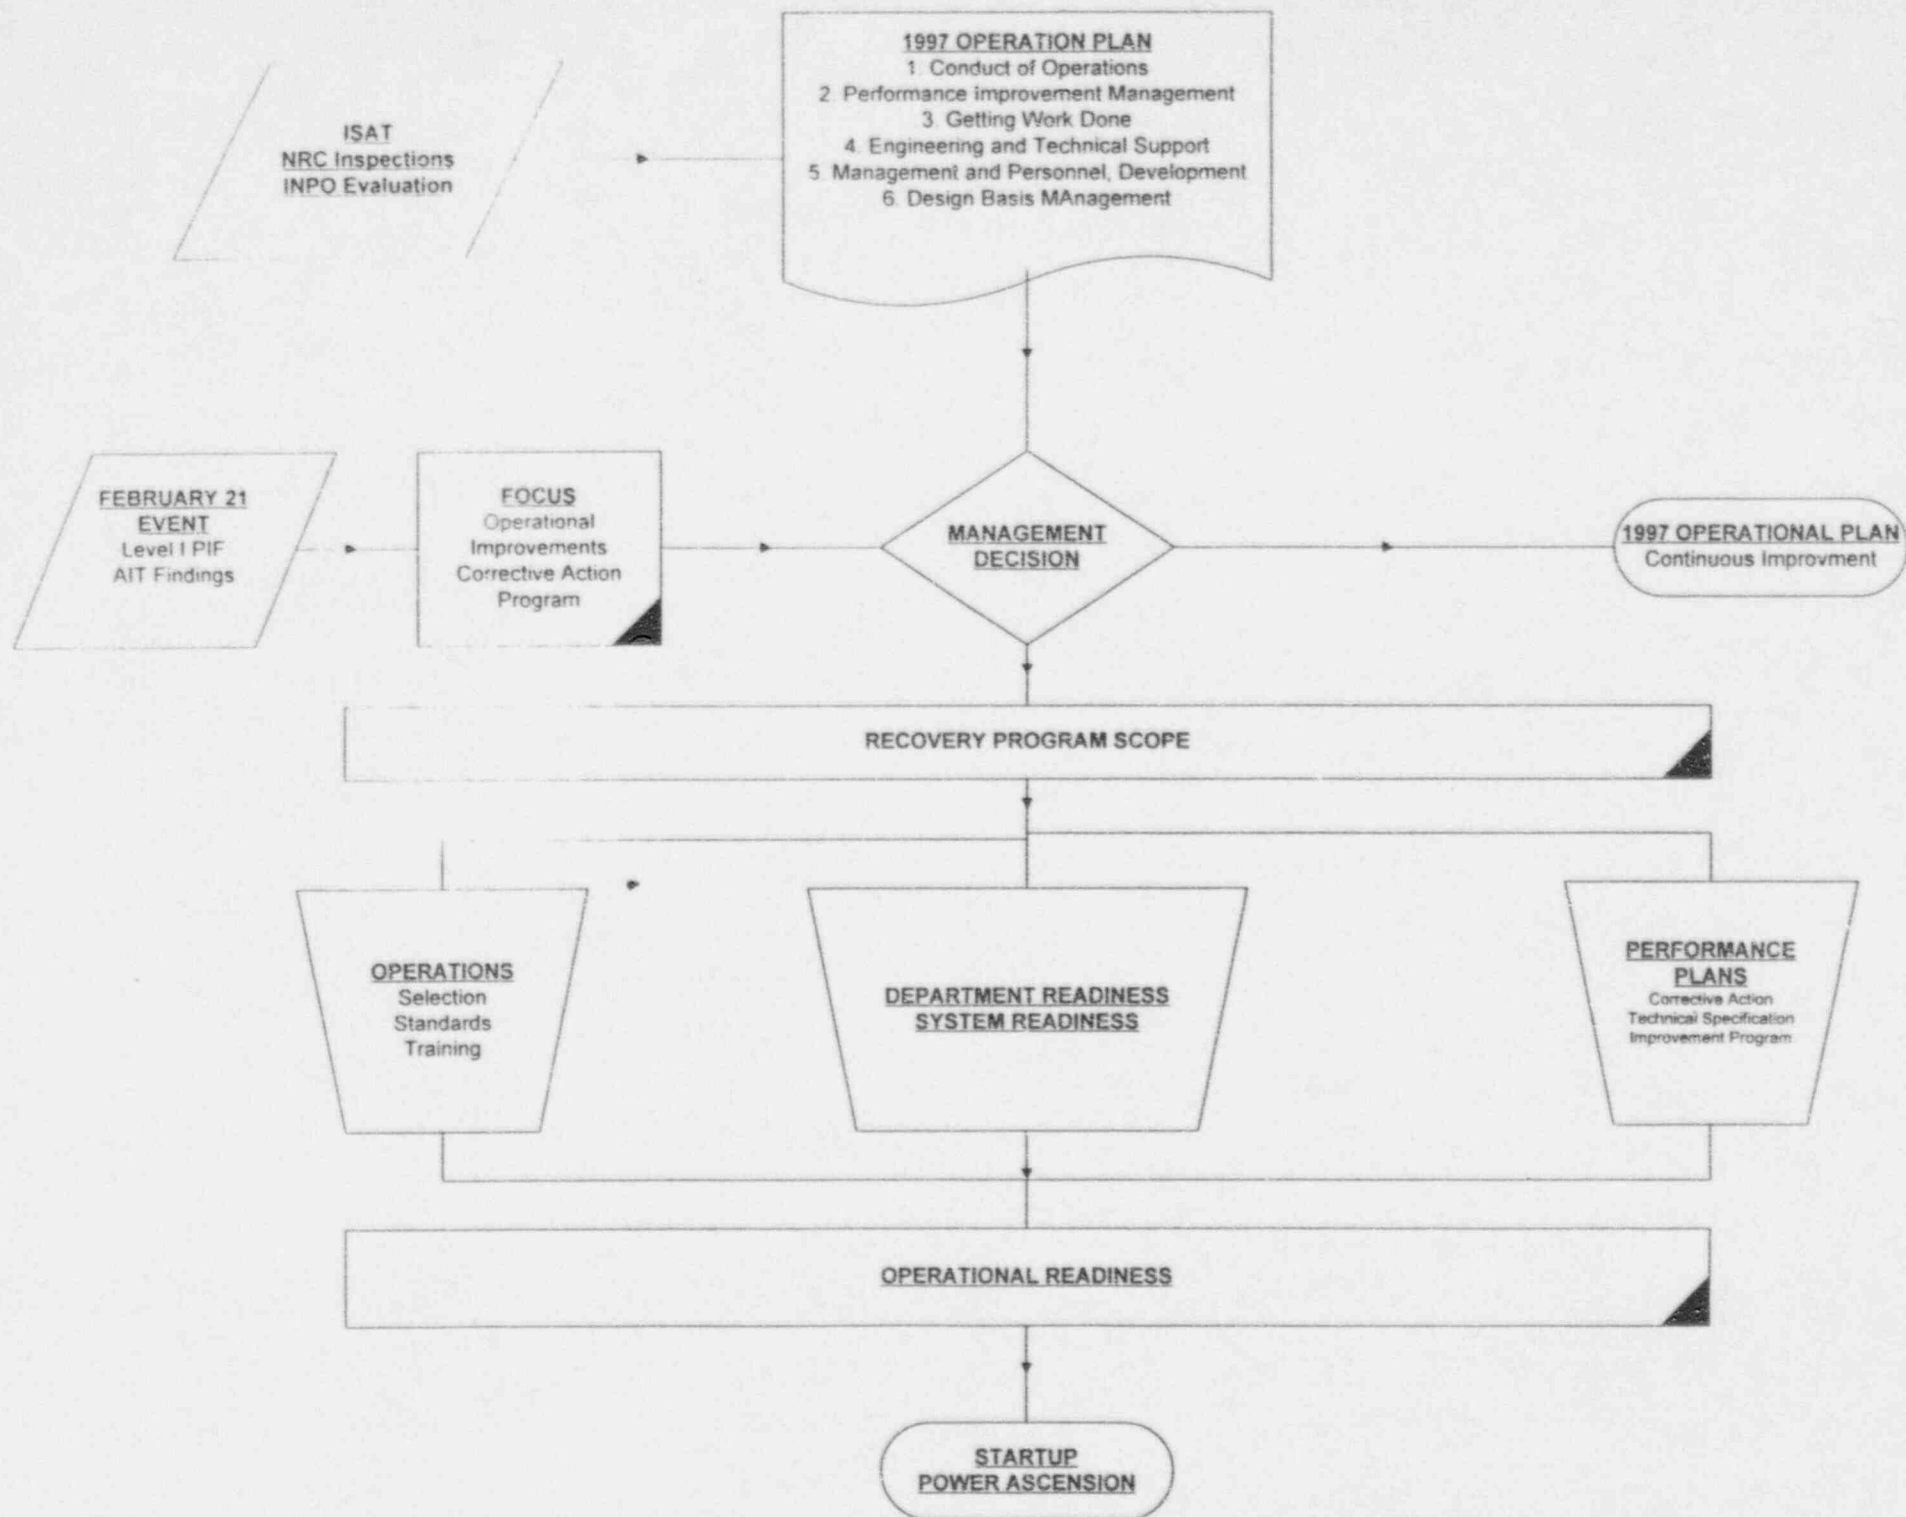 1997 OPERATION PLAN
1. Conduct of Operations
2. Performance improvement Management
3. Getting Work Done
4. Engineering and Technical Support
5. Management and Personnel, Development
6. Design Basis MAnagement
ISAT
NRC Inspections
INPO Evaluation
FEBRUARY 21
EVENT
Level I PIF
AIT Findings
FOCUS
Operational
Improvements
Corrective Action
Program
MANAGEMENT
DECISION
1997 OPERATIONAL PLAN
Continuous Improvment
RECOVERY PROGRAM SCOPE
OPERATIONS
Selection
Standards
Training
DEPARTMENT READINESS
SYSTEM READINESS
PERFORMANCE
PLANS
Corrective Action
Technical Specification
Improvement Program
OPERATIONAL READINESS
STARTUP
POWER ASCENSION